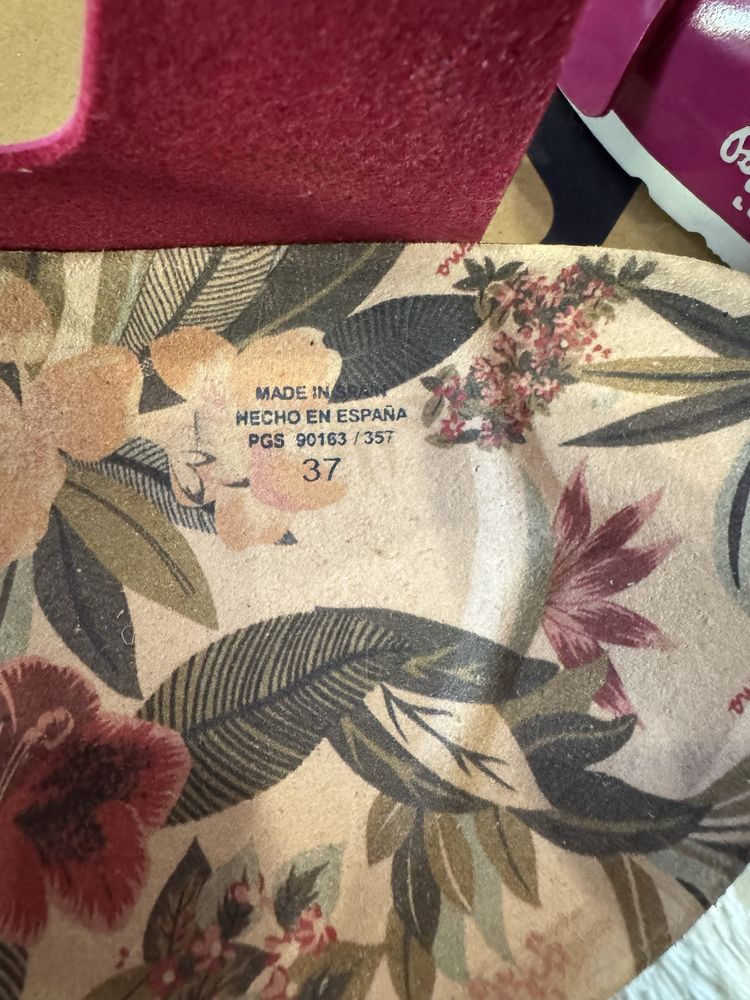 MADE IN SPAIN
HECHO EN ESPAÑA
PGS 90163 / 357
37